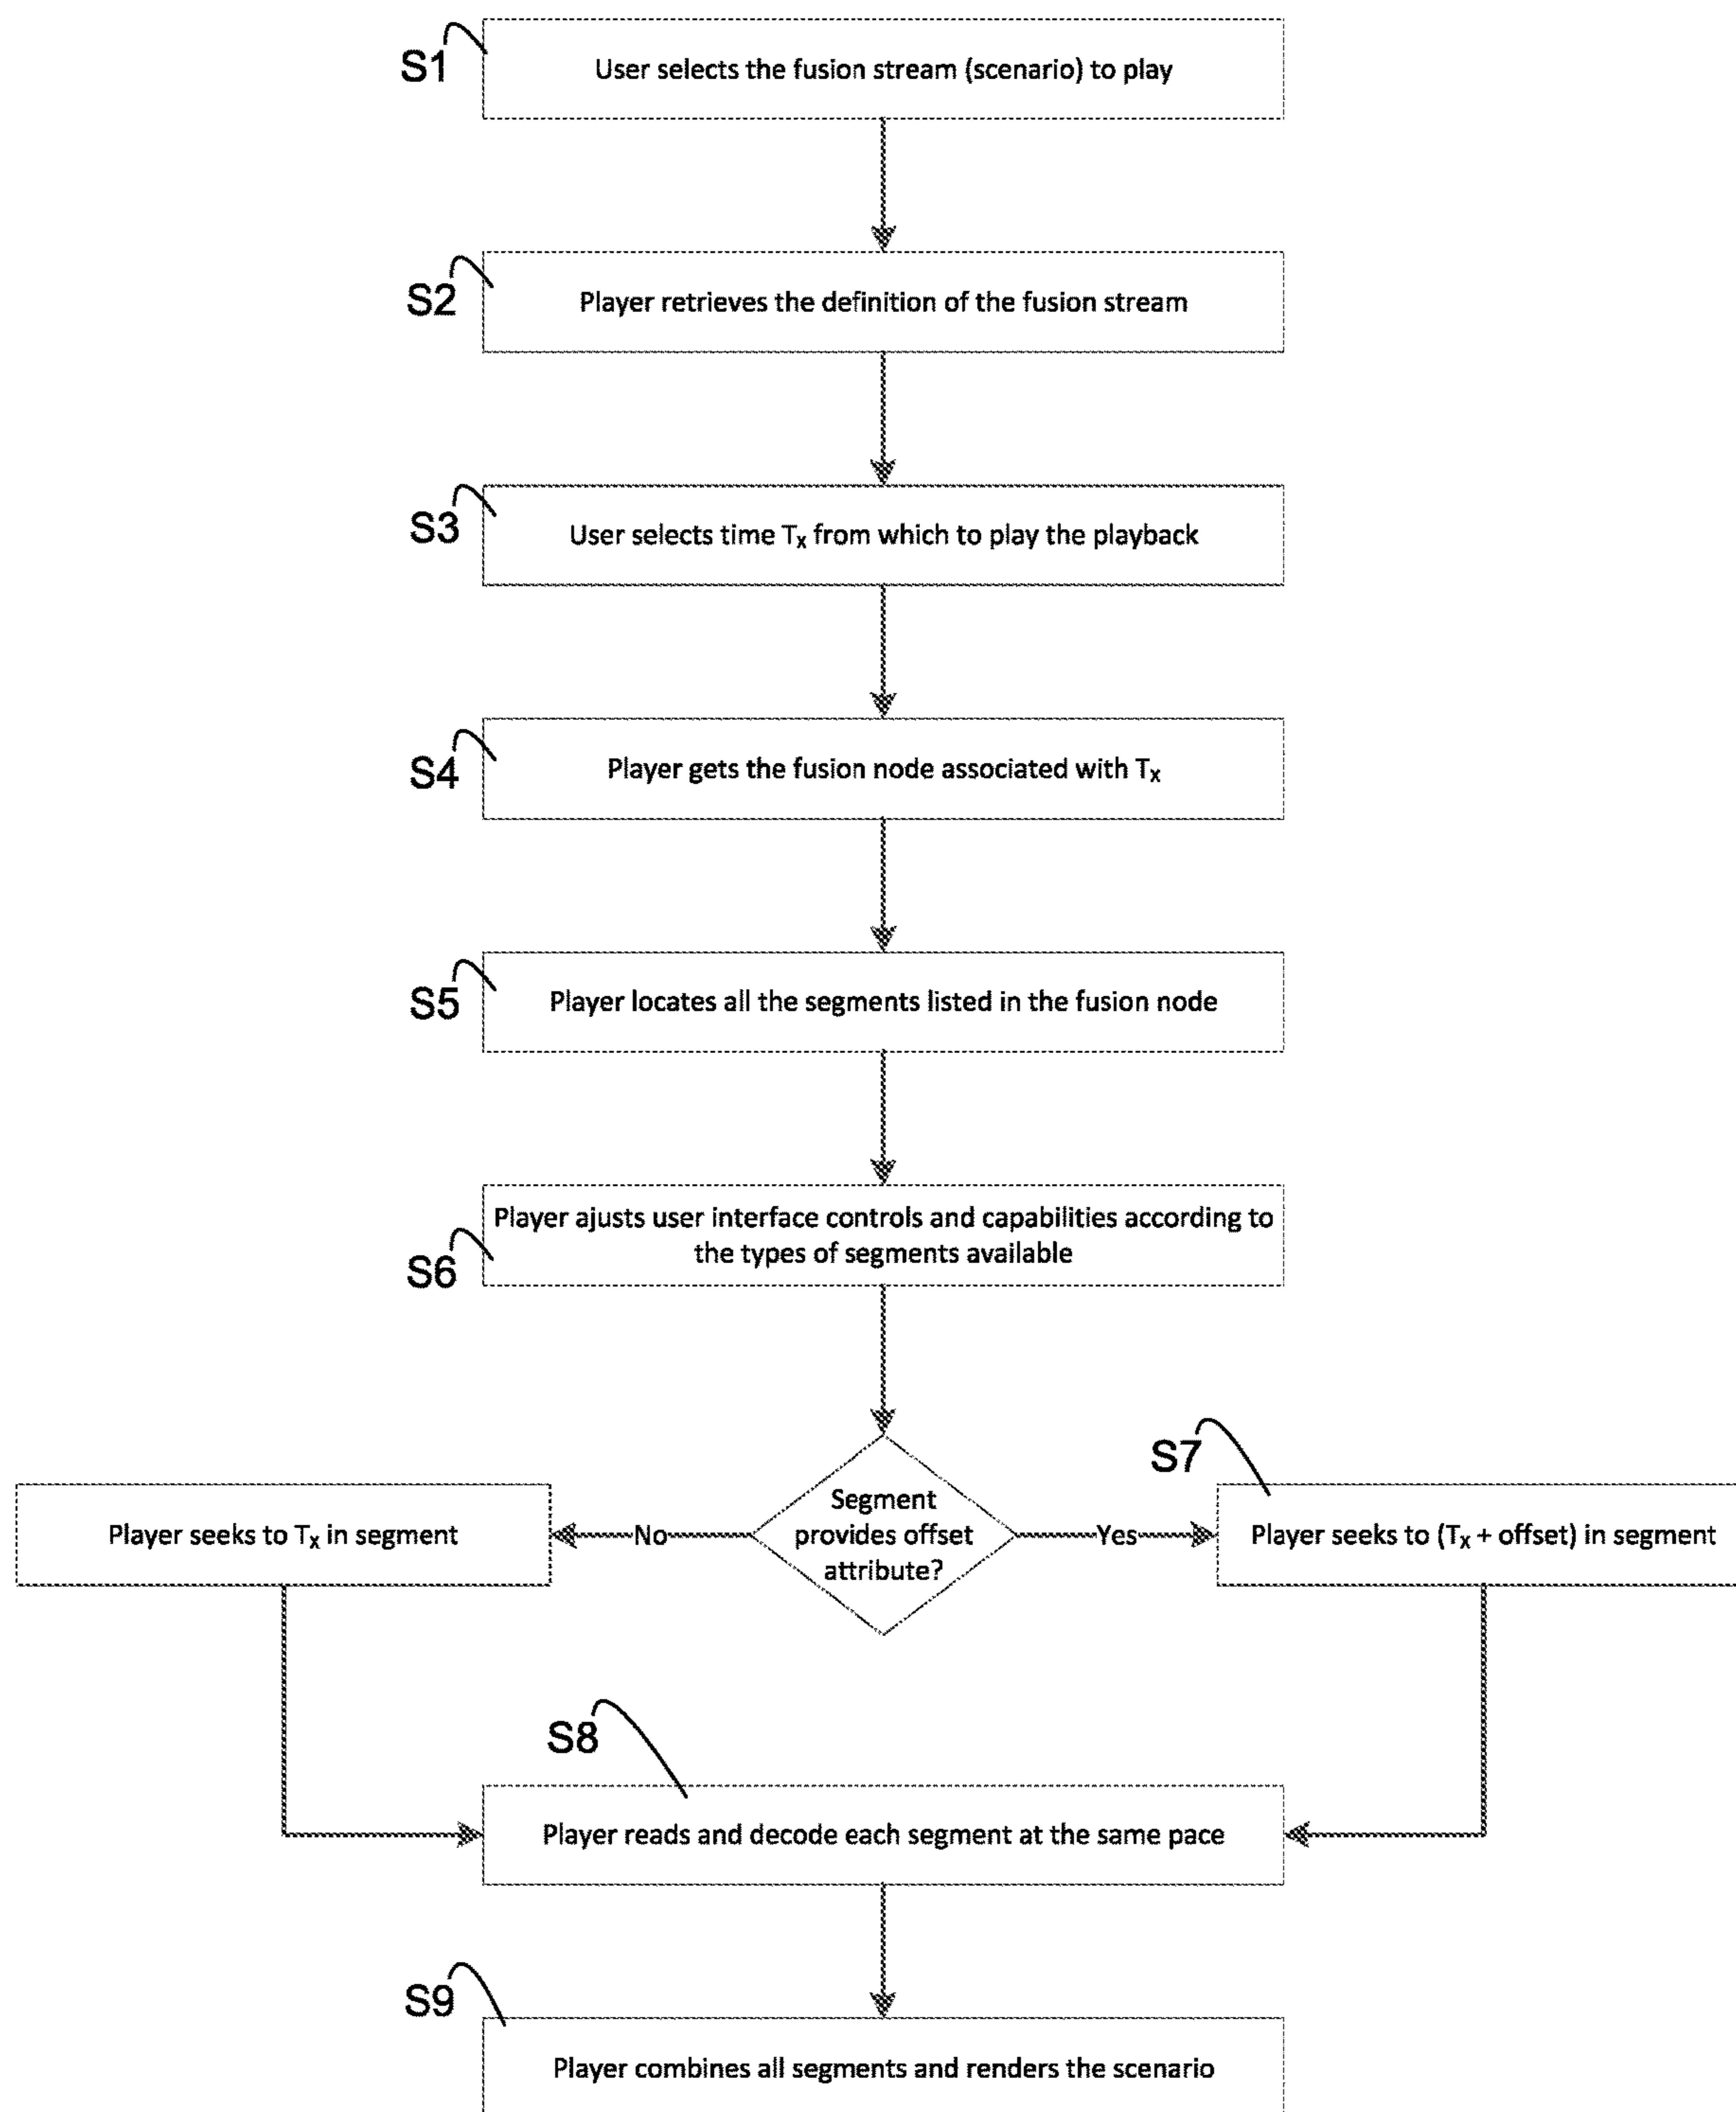 S1
User selects the fusion stream (scenario) to play
S2
Player retrieves the definition of the fusion stream
S3
User selects time Tx from which to play the playback
S4
Player gets the fusion node associated with Tx
S5
Player locates all the segments listed in the fusion node
S6
Player ajusts user interface controls and capabilities according to
the types of segments available
Segment
provides offset
attribute?
No
Player seeks to Tx in segment
Yes
S7
Player seeks to (Tx + offset) in segment
S8
Player reads and decode each segment at the same pace
S9
Player combines all segments and renders the scenario